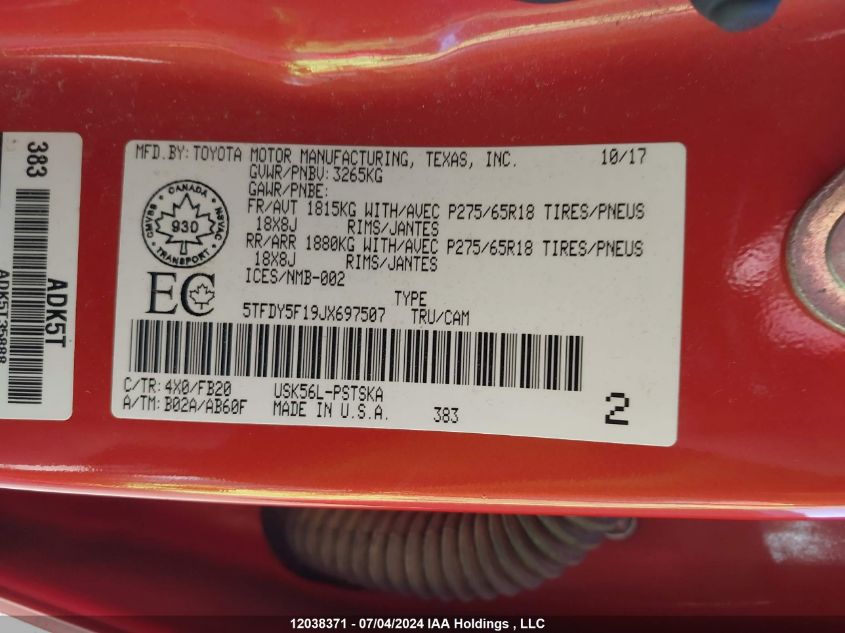 383
ADK5T
ADK5T35888
MFD.BY:TOYOTA MOTOR MANUFACTURING, TEXAS, INC. 10/17
GVWR/PNBV: 3265KG
GAWR/PNBE:
FR/AVT 1815KG WITH/AVEC P275/65R18 TIRES/PNEUS
18X8J RIMS/JANTES
RR/ARR 1880KG WITH/AVEC P275/65R18 TIRES/PNEUS
18X8J RIMS/JANTES
ICES/NMB-002
CANADA
CMVSS 930 NSVAC
TRANSPORT
EC
TYPE
5TFDY5F19JX697507 TRU/CAM
C/TR: 4X0/FB20 USK56L-PSTSKA
A/TM: B02A/AB60F MADE IN U.S.A. 383 2
12038371 - 07/04/2024 IAA Holdings , LLC